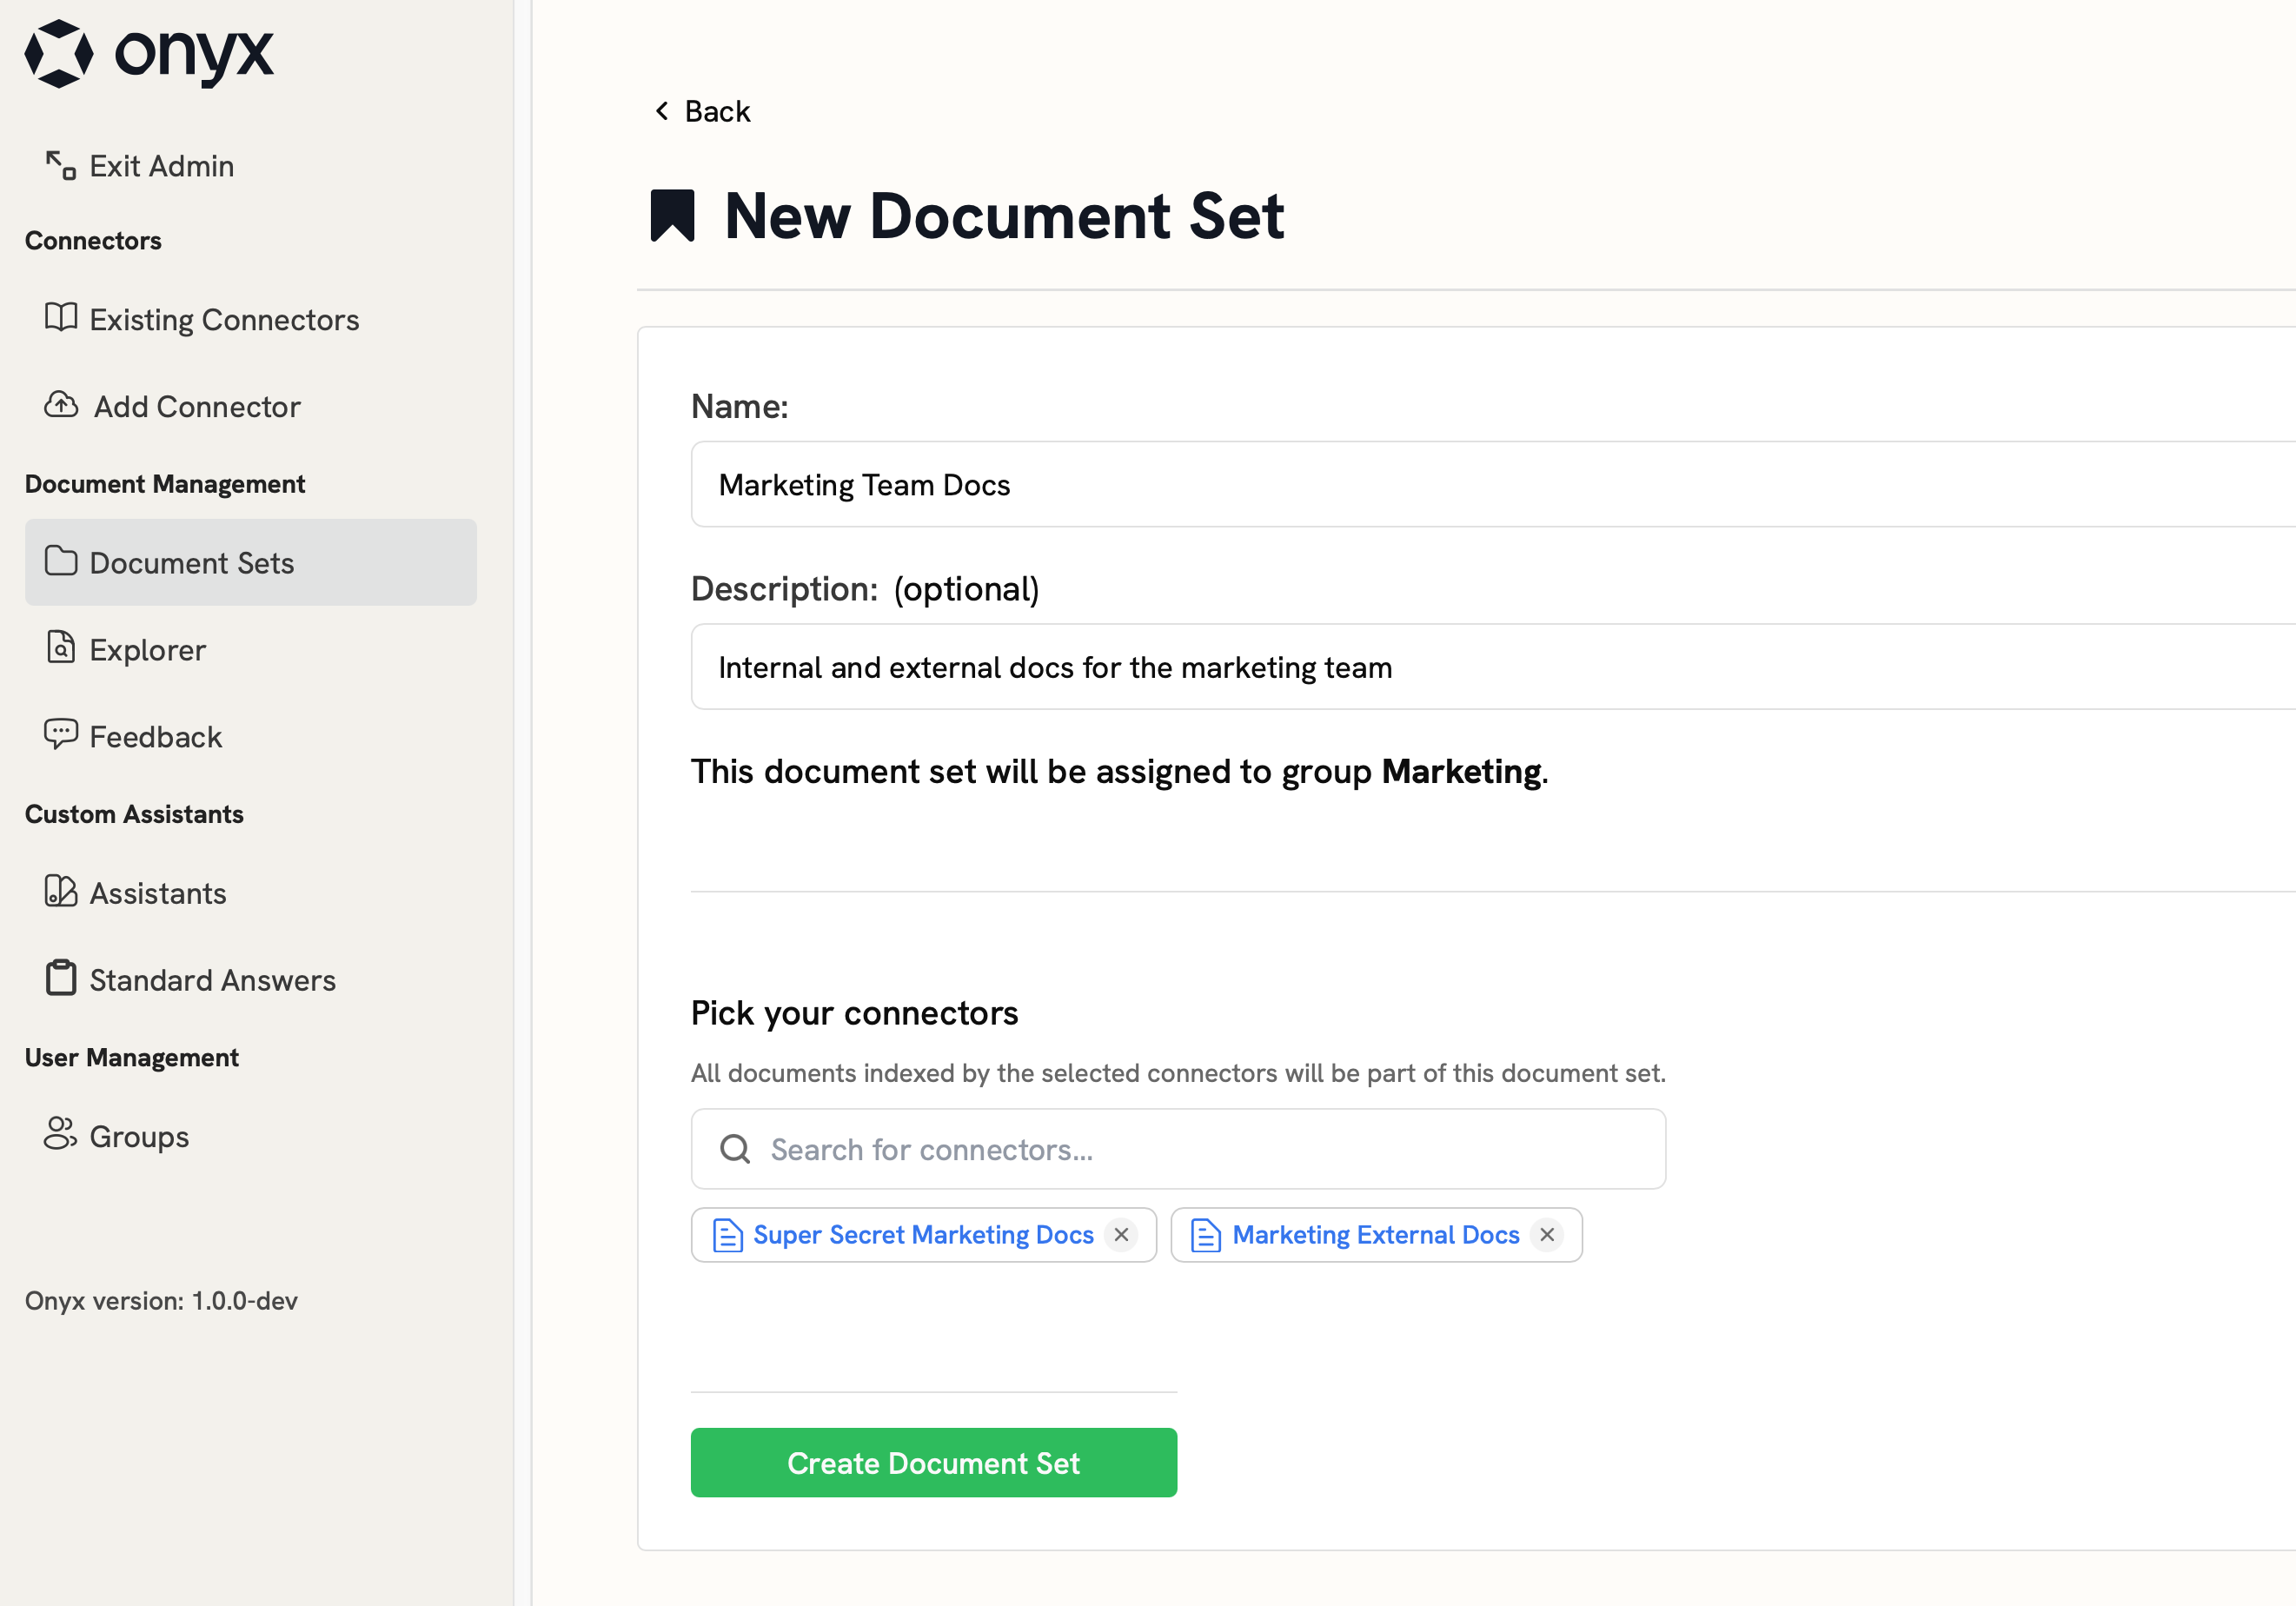 onyx
Exit Admin
Connectors
Existing Connectors
Add Connector
Document Management
Document Sets
Explorer
Feedback
Custom Assistants
Assistants
Standard Answers
User Management
Groups
Onyx version: 1.0.0-dev
Back
New Document Set
Name:
Marketing Team Docs
Description: (optional)
Internal and external docs for the marketing team
This document set will be assigned to group Marketing.
Pick your connectors
All documents indexed by the selected connectors will be part of this document set.
Search for connectors...
Super Secret Marketing Docs Marketing External Docs
Create Document Set